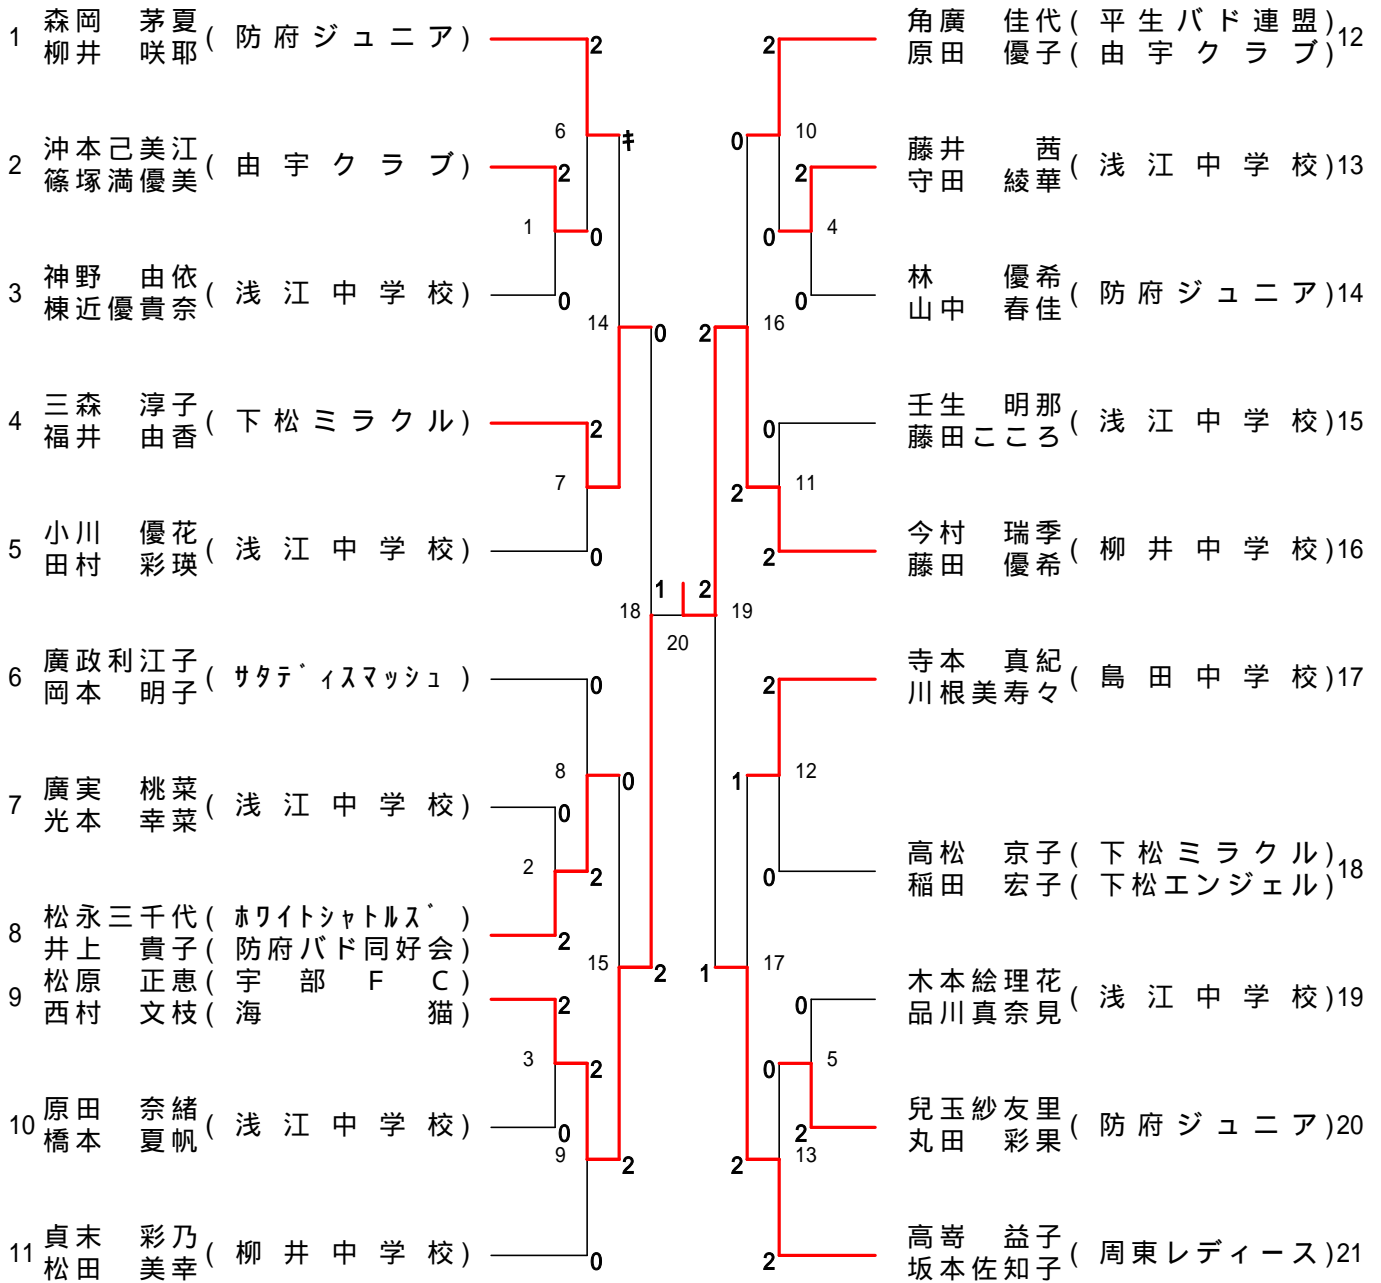 1 森岡 茅夏 ( 防府ジュニア )
柳井 咲耶
2 沖本己美江 ( 由宇クラブ )
篠塚満優美
3 神野 由依 ( 浅江中学校 )
棟近優貴奈
4 三森 淳子 ( 下松ミラクル )
福井 由香
5 小川 優花 ( 浅江中学校 )
田村 彩瑛
6 廣政利江子 ( サタディスマッシュ )
岡本 明子
7 廣実 桃菜 ( 浅江中学校 )
光本 幸菜
8 松永三千代 ( ホワイトシャトルズ )
井上 貴子 ( 防府バド同好会 )
9 松原 正恵 ( 宇部FC )
西村 文枝 ( 海猫 )
10 原田 奈緒 ( 浅江中学校 )
橋本 夏帆
11 貞末 彩乃 ( 柳井中学校 )
松田 美幸
2
6
キ
2
1
0
0
14
0
2
7
0
1
18
20
0
8
0
0
2
2
2
15
2
2
3
2
0
9
2
0
2
10
0
2
4
0
0
16
2
0
11
2
2
2
19
2
12
1
0
17
1
0
5
0
2
13
2
2
角廣 佳代 ( 平生バド連盟 ) 12
原田 優子 ( 由宇クラブ )
藤井 茜 ( 浅江中学校 ) 13
守田 綾華
林 優希 ( 防府ジュニア ) 14
山中 春佳
壬生 明那 ( 浅江中学校 ) 15
藤田こころ
今村 瑞季 ( 柳井中学校 ) 16
藤田 優希
寺本 真紀 ( 島田中学校 ) 17
川根美寿々
高松 京子 ( 下松ミラクル ) 18
稲田 宏子 ( 下松エンジェル )
木本絵理花 ( 浅江中学校 ) 19
品川真奈見
兒玉紗友里 ( 防府ジュニア ) 20
丸田 彩果
高嵜 益子 ( 周東レディース ) 21
坂本佐知子